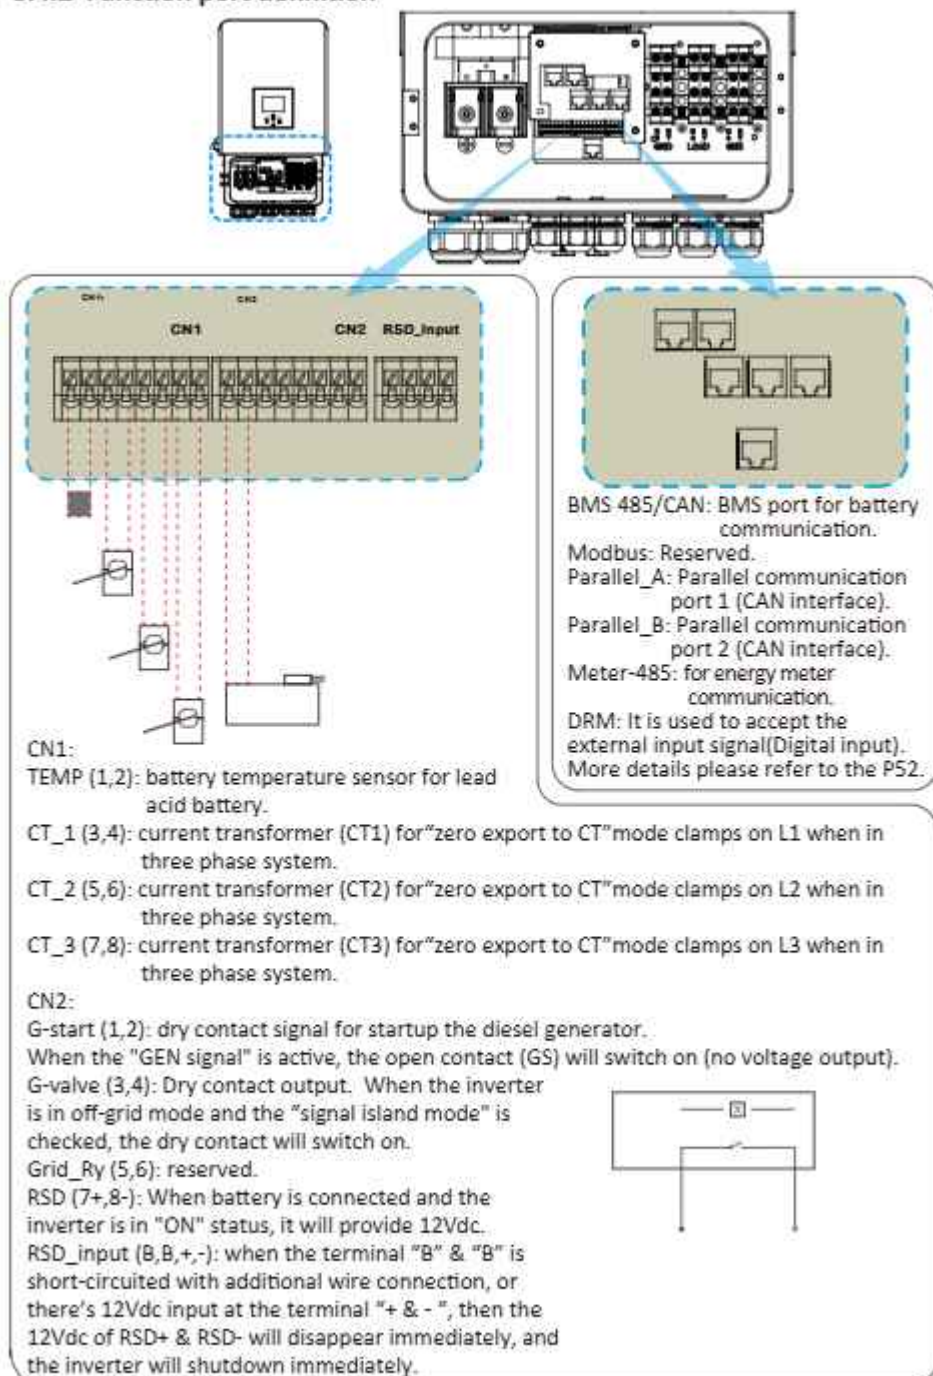 CN1 CN2
CN1 CN2 RSD_Input
GRID LOAD GEN
BMS 485/CAN: BMS port for battery
communication.
Modbus: Reserved.
Parallel_A: Parallel communication
port 1 (CAN interface).
Parallel_B: Parallel communication
port 2 (CAN interface).
Meter-485: for energy meter
communication.
DRM: It is used to accept the
external input signal(Digital input).
More details please refer to the P52.
CN1:
TEMP (1,2): battery temperature sensor for lead
acid battery.
CT_1 (3,4): current transformer (CT1) for"zero export to CT"mode clamps on L1 when in
three phase system.
CT_2 (5,6): current transformer (CT2) for"zero export to CT"mode clamps on L2 when in
three phase system.
CT_3 (7,8): current transformer (CT3) for"zero export to CT"mode clamps on L3 when in
three phase system.
CN2:
G-start (1,2): dry contact signal for startup the diesel generator.
When the "GEN signal" is active, the open contact (GS) will switch on (no voltage output).
G-valve (3,4): Dry contact output. When the inverter
is in off-grid mode and the "signal island mode" is
checked, the dry contact will switch on.
Grid_Ry (5,6): reserved.
RSD (7+,8-): When battery is connected and the
inverter is in "ON" status, it will provide 12Vdc.
RSD_input (B,B,+,-): when the terminal "B" & "B" is
short-circuited with additional wire connection, or
there's 12Vdc input at the terminal "+ & - ", then the
12Vdc of RSD+ & RSD- will disappear immediately, and
the inverter will shutdown immediately.